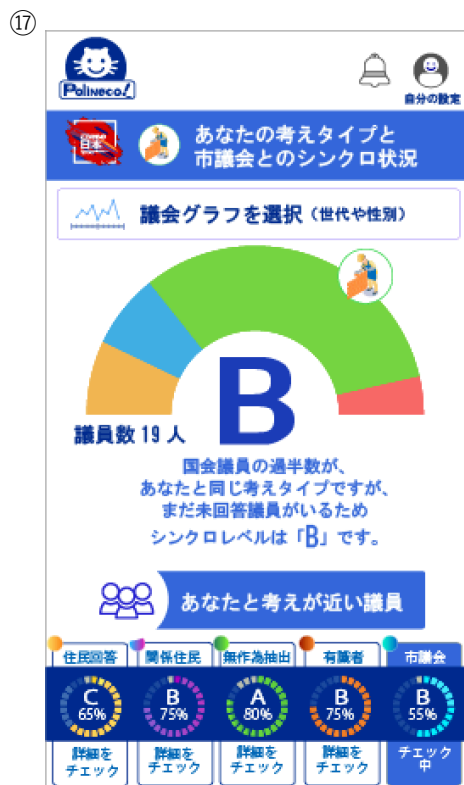 ⑰
Polineco!
自分の設定
日本
あなたの考えタイプと
市議会とのシンクロ状況
議会グラフを選択（世代や性別）
B
議員数 19 人
国会議員の過半数が、
あなたと同じ考えタイプですが、
まだ未回答議員がいるため
シンクロレベルは「B」です。
あなたと考えが近い議員
住民回答 関係住民 無作為抽出 有識者 市議会
C B A B B
65% 75% 80% 75% 55%
詳細を 詳細を 詳細を 詳細を チェック
チェック チェック チェック チェック 中